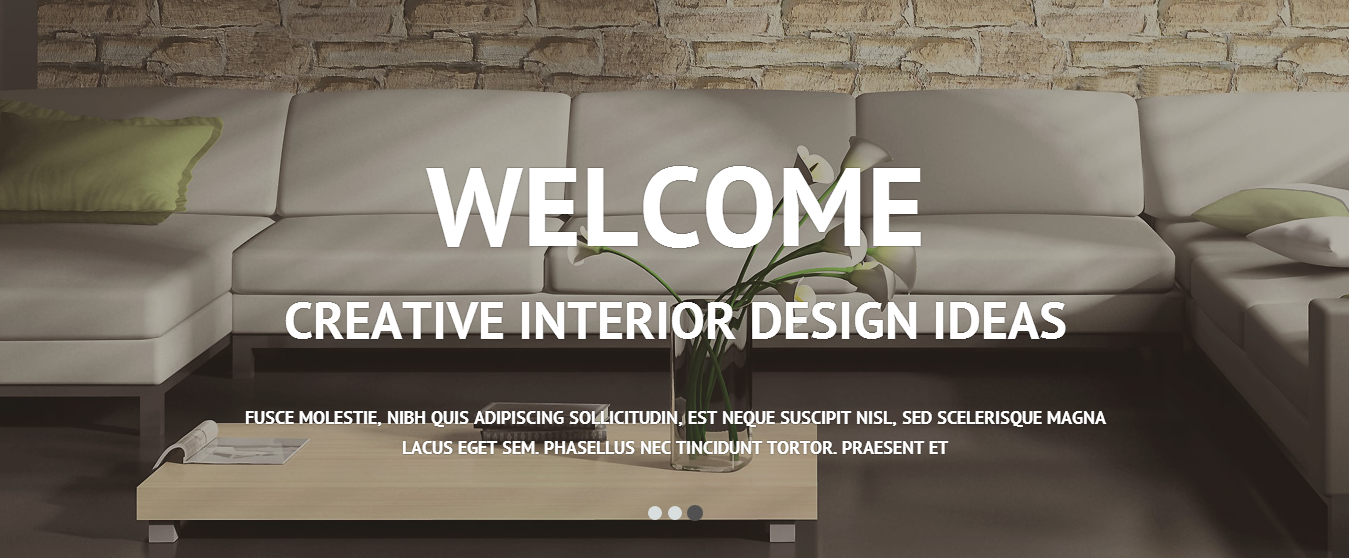 WELCOME
CREATIVE INTERIOR DESIGN IDEAS
FUSCE MOLESTIE, NIBH QUIS ADIPISCING SOLLICITUDIN, EST NEQUE SUSCIPIT NISL, SED SCELERISQUE MAGNA
LACUS EGET SEM. PHASELLUS NEC TINCIDUNT TORTOR. PRAESENT ET